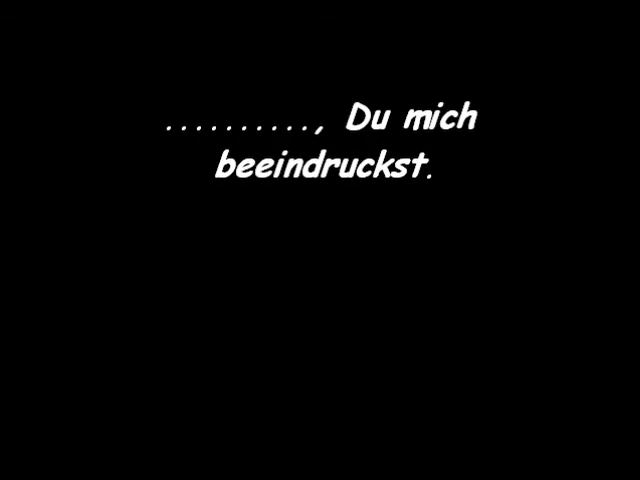 .........., Du mich
beeindruckst.